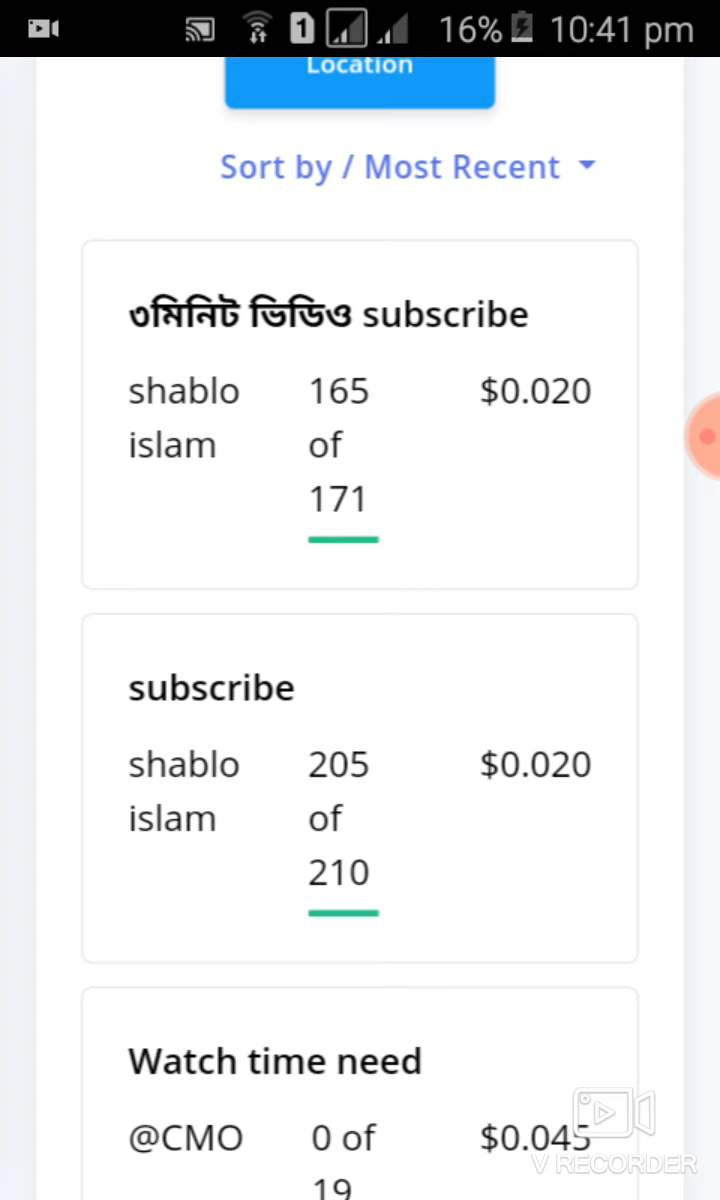 16% 10:41 pm
Location
Sort by / Most Recent
৩মিনিট ভিডিও subscribe
shablo 165 $0.020
islam of
171
subscribe
shablo 205 $0.020
islam of
210
Watch time need
@CMO 0 of $0.045
19
V RECORDER